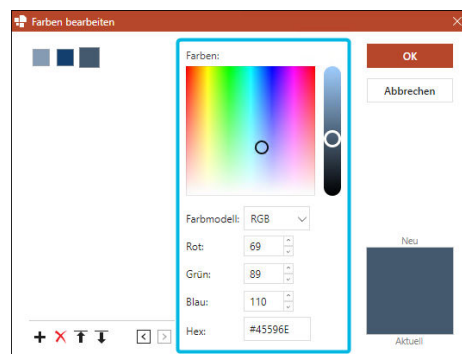 Farben bearbeiten
Farben:
OK
Abbrechen
Farbmodell: RGB
Rot: 69
Grün: 89
Blau: 110
Hex: #45596E
Neu
Aktuell